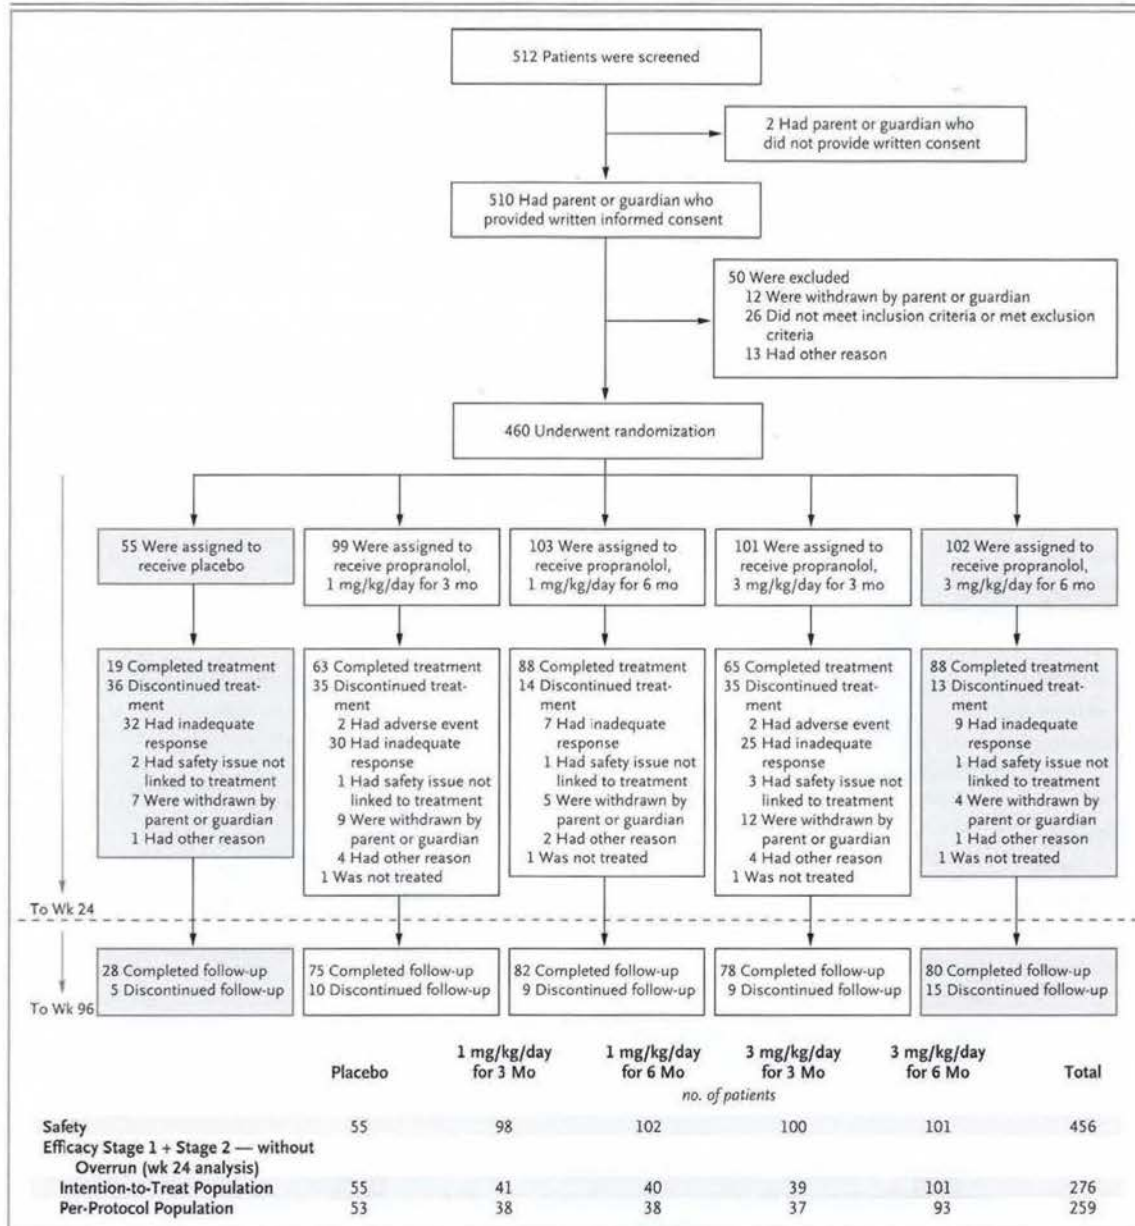 512 Patients were screened
2 Had parent or guardian who
did not provide written consent
510 Had parent or guardian who
provided written informed consent
50 Were excluded
12 Were withdrawn by parent or guardian
26 Did not meet inclusion criteria or met exclusion
criteria
13 Had other reason
460 Underwent randomization
55 Were assigned to
receive placebo
99 Were assigned to
receive propranolol,
1 mg/kg/day for 3 mo
103 Were assigned to
receive propranolol,
1 mg/kg/day for 6 mo
101 Were assigned to
receive propranolol,
3 mg/kg/day for 3 mo
102 Were assigned to
receive propranolol,
3 mg/kg/day for 6 mo
19 Completed treatment
36 Discontinued treat-
ment
32 Had inadequate
response
2 Had safety issue not
linked to treatment
7 Were withdrawn by
parent or guardian
1 Had other reason
63 Completed treatment
35 Discontinued treat-
ment
2 Had adverse event
30 Had inadequate
response
1 Had safety issue not
linked to treatment
9 Were withdrawn by
parent or guardian
4 Had other reason
1 Was not treated
88 Completed treatment
14 Discontinued treat-
ment
7 Had inadequate
response
1 Had safety issue not
linked to treatment
5 Were withdrawn by
parent or guardian
2 Had other reason
1 Was not treated
65 Completed treatment
35 Discontinued treat-
ment
2 Had adverse event
25 Had inadequate
response
3 Had safety issue not
linked to treatment
12 Were withdrawn by
parent or guardian
4 Had other reason
1 Was not treated
88 Completed treatment
13 Discontinued treat-
ment
9 Had inadequate
response
1 Had safety issue not
linked to treatment
4 Were withdrawn by
parent or guardian
1 Had other reason
1 Was not treated
To Wk 24
28 Completed follow-up
5 Discontinued follow-up
75 Completed follow-up
10 Discontinued follow-up
82 Completed follow-up
9 Discontinued follow-up
78 Completed follow-up
9 Discontinued follow-up
80 Completed follow-up
15 Discontinued follow-up
To Wk 96
1 mg/kg/day 1 mg/kg/day 3 mg/kg/day 3 mg/kg/day
Placebo for 3 Mo for 6 Mo for 3 Mo for 6 Mo Total
no. of patients
Safety 55 98 102 100 101 456
Efficacy Stage 1 + Stage 2 — without
Overrun (wk 24 analysis)
Intention-to-Treat Population 55 41 40 39 101 276
Per-Protocol Population 53 38 38 37 93 259